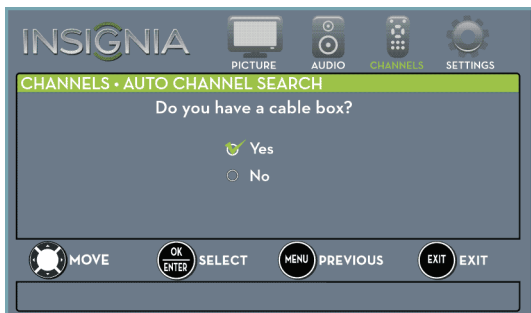 INSIGNIA
PICTURE AUDIO CHANNELS SETTINGS
CHANNELS • AUTO CHANNEL SEARCH
Do you have a cable box?
Yes
No
MOVE OK ENTER SELECT MENU PREVIOUS EXIT EXIT